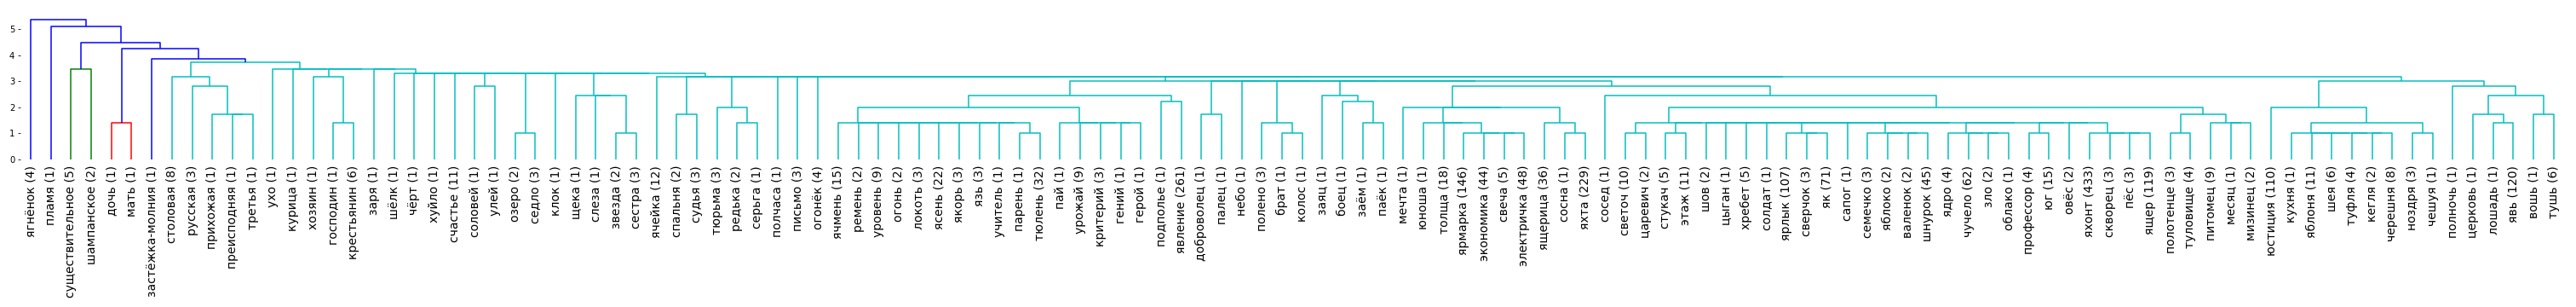 5
4
3
2
1
0
ягнёнок (4)
пламя (1)
существительное (5)
шампанское (2)
дочь (1)
мать (1)
застёжка-молния (1)
столовая (8)
русская (3)
прихожая (1)
преисподняя (1)
третья (1)
ухо (1)
курица (1)
хозяин (1)
господин (1)
крестьянин (6)
заря (1)
шёлк (1)
чёрт (1)
хуйло (1)
счастье (11)
соловей (1)
улей (1)
озеро (2)
седло (3)
клок (1)
щека (1)
слеза (1)
звезда (2)
сестра (3)
ячейка (12)
спальня (2)
судья (3)
тюрьма (3)
редька (2)
серьга (1)
полчаса (1)
письмо (3)
огонёк (4)
ячмень (15)
ремень (2)
уровень (9)
огонь (2)
локоть (3)
ясень (22)
якорь (3)
язь (3)
учитель (1)
парень (1)
тюлень (32)
пай (1)
урожай (9)
критерий (3)
гений (1)
герой (1)
подполье (1)
явление (261)
доброволец (1)
палец (1)
небо (1)
полено (3)
брат (1)
колос (1)
заяц (1)
боец (1)
заём (1)
паёк (1)
мечта (1)
юноша (1)
толща (18)
ярмарка (146)
экономика (44)
свеча (5)
электричка (48)
ящерица (36)
сосна (1)
яхта (229)
сосед (1)
светоч (10)
царевич (2)
стукач (5)
этаж (11)
шов (2)
цыган (1)
хребет (5)
солдат (1)
ярлык (107)
сверчок (3)
як (71)
сапог (1)
семечко (3)
яблоко (2)
валенок (2)
шнурок (45)
ядро (4)
чучело (62)
зло (2)
облако (1)
профессор (4)
юг (15)
овёс (2)
яхонт (433)
скворец (3)
пёс (3)
ящер (119)
полотенце (3)
туловище (4)
питомец (9)
месяц (1)
мизинец (2)
юстиция (110)
кухня (1)
яблоня (11)
шея (6)
туфля (4)
кегля (2)
черешня (8)
ноздря (3)
чешуя (1)
полночь (1)
церковь (1)
лошадь (1)
явь (120)
вошь (1)
тушь (6)